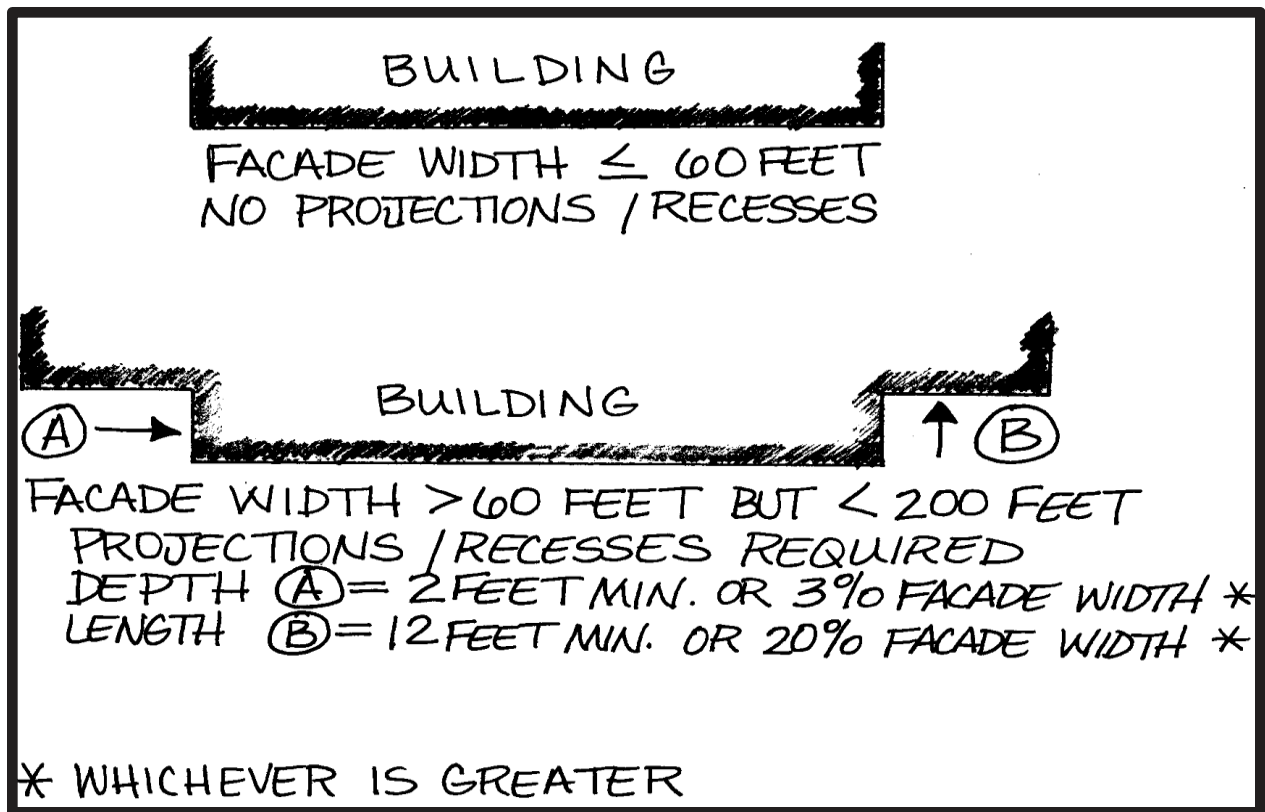 BUILDING
FACADE WIDTH ≤ 60 FEET
NO PROJECTIONS / RECESSES
BUILDING
A
B
FACADE WIDTH > 60 FEET BUT < 200 FEET
PROJECTIONS / RECESSES REQUIRED
DEPTH A = 2 FEET MIN. OR 3% FACADE WIDTH *
LENGTH B = 12 FEET MIN. OR 20% FACADE WIDTH *
* WHICHEVER IS GREATER